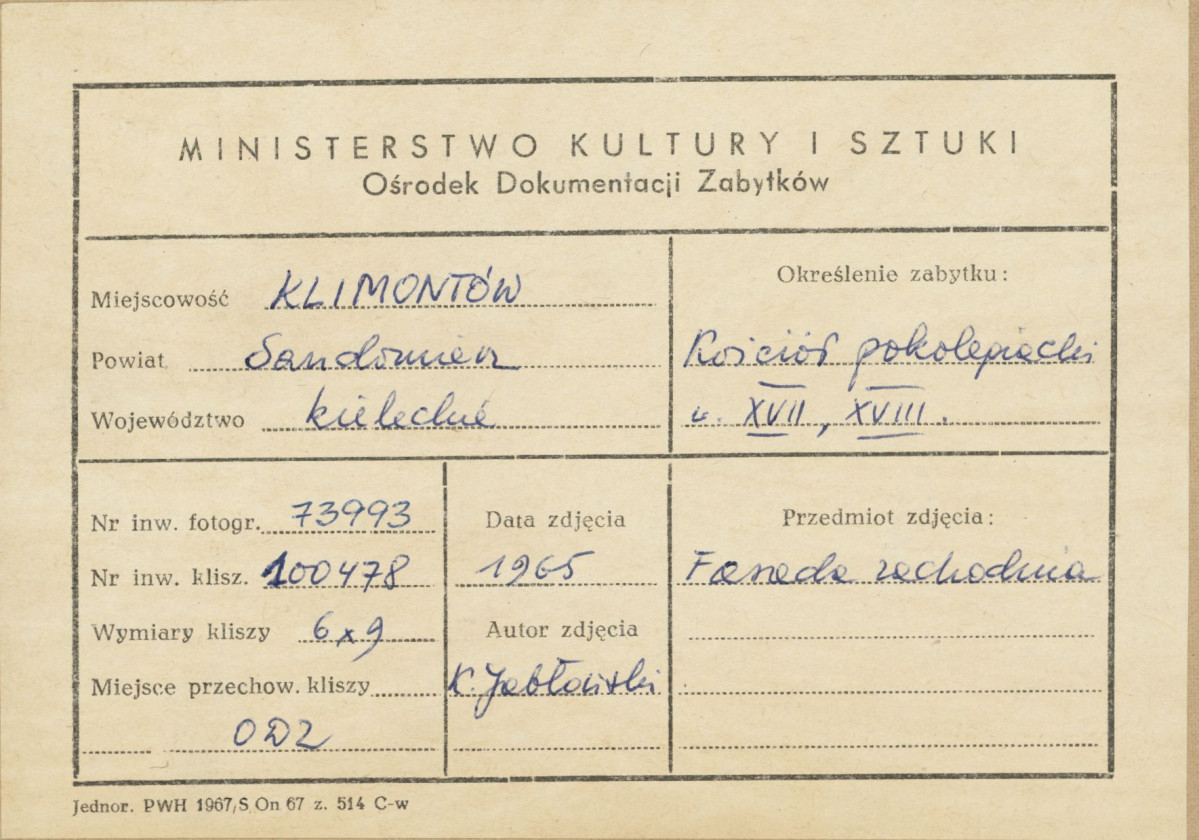 MINISTERSTWO KULTURY I SZTUKI
Ośrodek Dokumentacji Zabytków
Miejscowość KLIMONTÓW
Powiat Sandomierz
Województwo kieleckie
Określenie zabytku:
Kościół pokolegiacki
w. XVII, XVIII.
Nr inw. fotogr. 73993
Nr inw. klisz. 100478
Wymiary kliszy 6x9
Miejsce przechow. kliszy
ODZ
Data zdjęcia
1965
Autor zdjęcia
K. Jabłoński
Przedmiot zdjęcia:
Fasada zachodnia
Jednor. PWH 1967/S On 67 z. 514 C-w